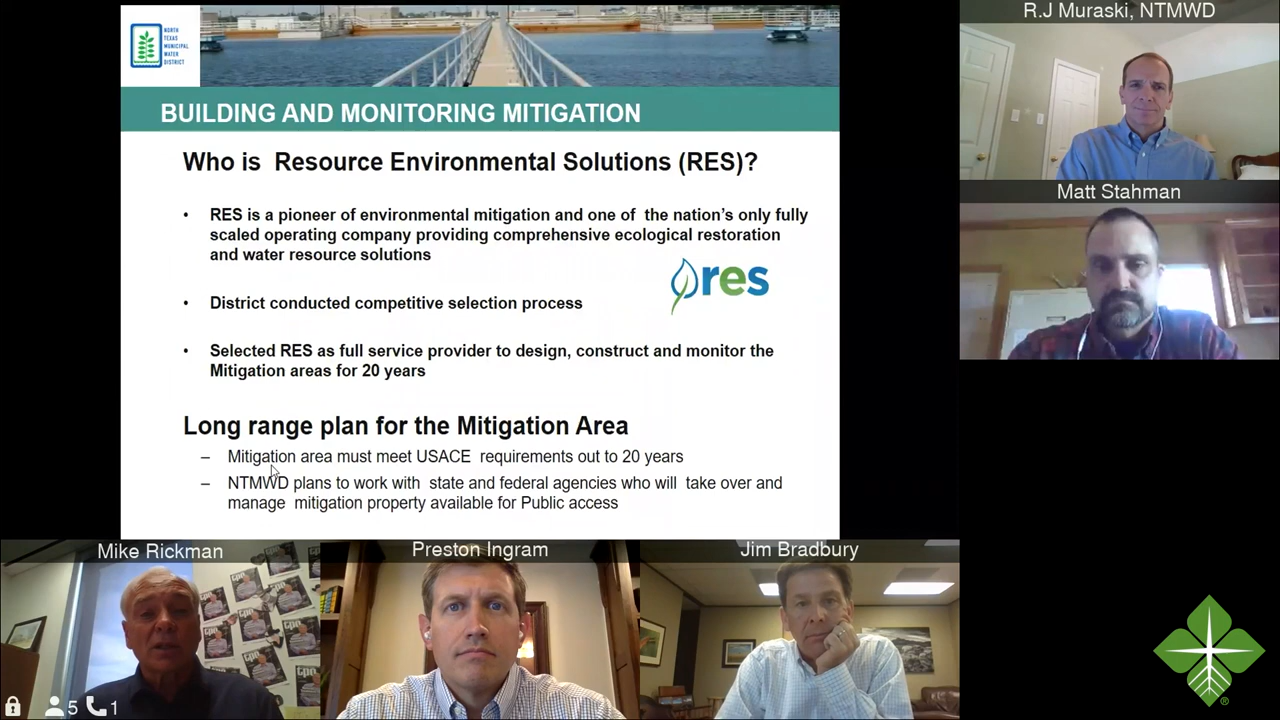 NORTH
TEXAS
MUNICIPAL
WATER
DISTRICT
R.J Muraski, NTMWD
BUILDING AND MONITORING MITIGATION
Who is Resource Environmental Solutions (RES)?
Matt Stahman
• RES is a pioneer of environmental mitigation and one of the nation's only fully
scaled operating company providing comprehensive ecological restoration
and water resource solutions
res
• District conducted competitive selection process
• Selected RES as full service provider to design, construct and monitor the
Mitigation areas for 20 years
Long range plan for the Mitigation Area
– Mitigation area must meet USACE requirements out to 20 years
– NTMWD plans to work with state and federal agencies who will take over and
manage mitigation property available for Public access
Mike Rickman
Preston Ingram
Jim Bradbury
5 1
®